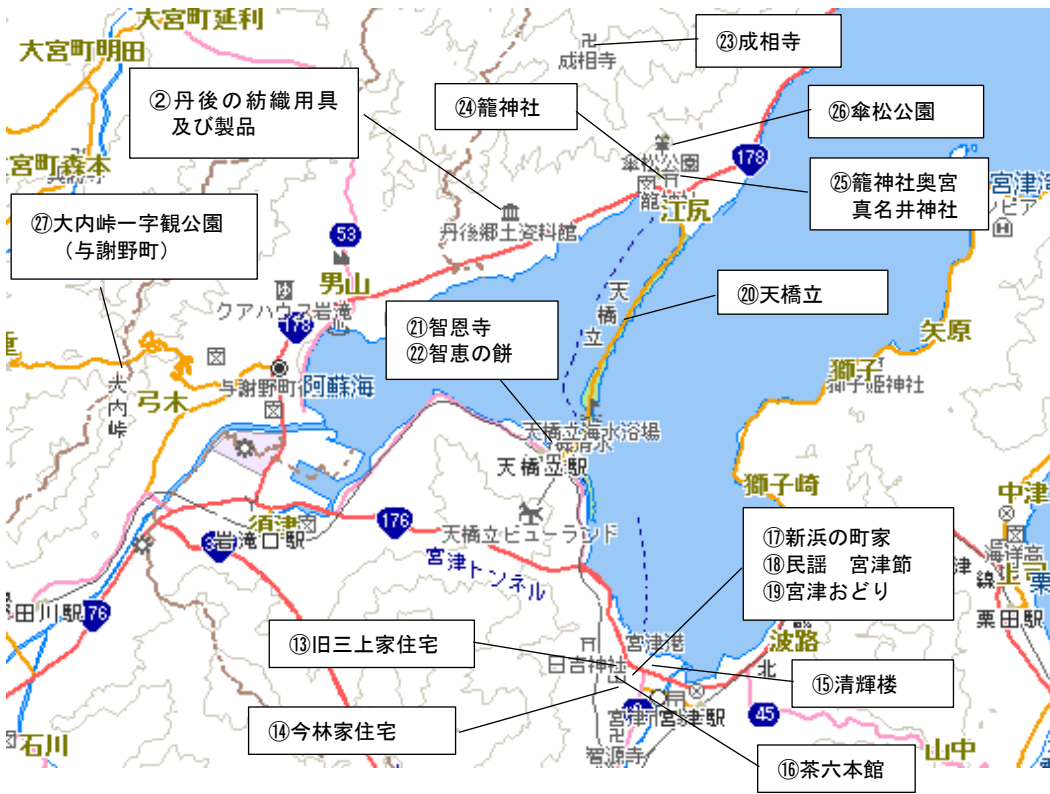 大宮町延利
大宮町明田
成相寺
㉓成相寺
②丹後の紡織用具
及び製品
㉔籠神社
㉖傘松公園
傘松公園
178
宮町森本
㉕籠神社奥宮
真名井神社
宮津湾
江尻
㉗大内峠一字観公園
（与謝野町）
53
丹後郷土資料館
男山
クアハウス岩滝
178
天橋立
⑳天橋立
㉑智恩寺
㉒智恵の餅
矢原
獅子
獅子姫神社
大内峠
弓木
阿蘇海
天橋立海水浴場
天橋立駅
獅子崎
中津
須津
岩滝口駅
176
天橋立ビューランド
宮津トンネル
⑰新浜の町家
⑱民謡　宮津節
⑲宮津おどり
海洋高
津
線
上司
栗
栗田駅
田川駅
76
⑬旧三上家住宅
宮津港
波路
日吉神社
北
⑮清輝楼
⑭今林家住宅
宮津駅
45
智源寺
石川
山中
⑯茶六本館